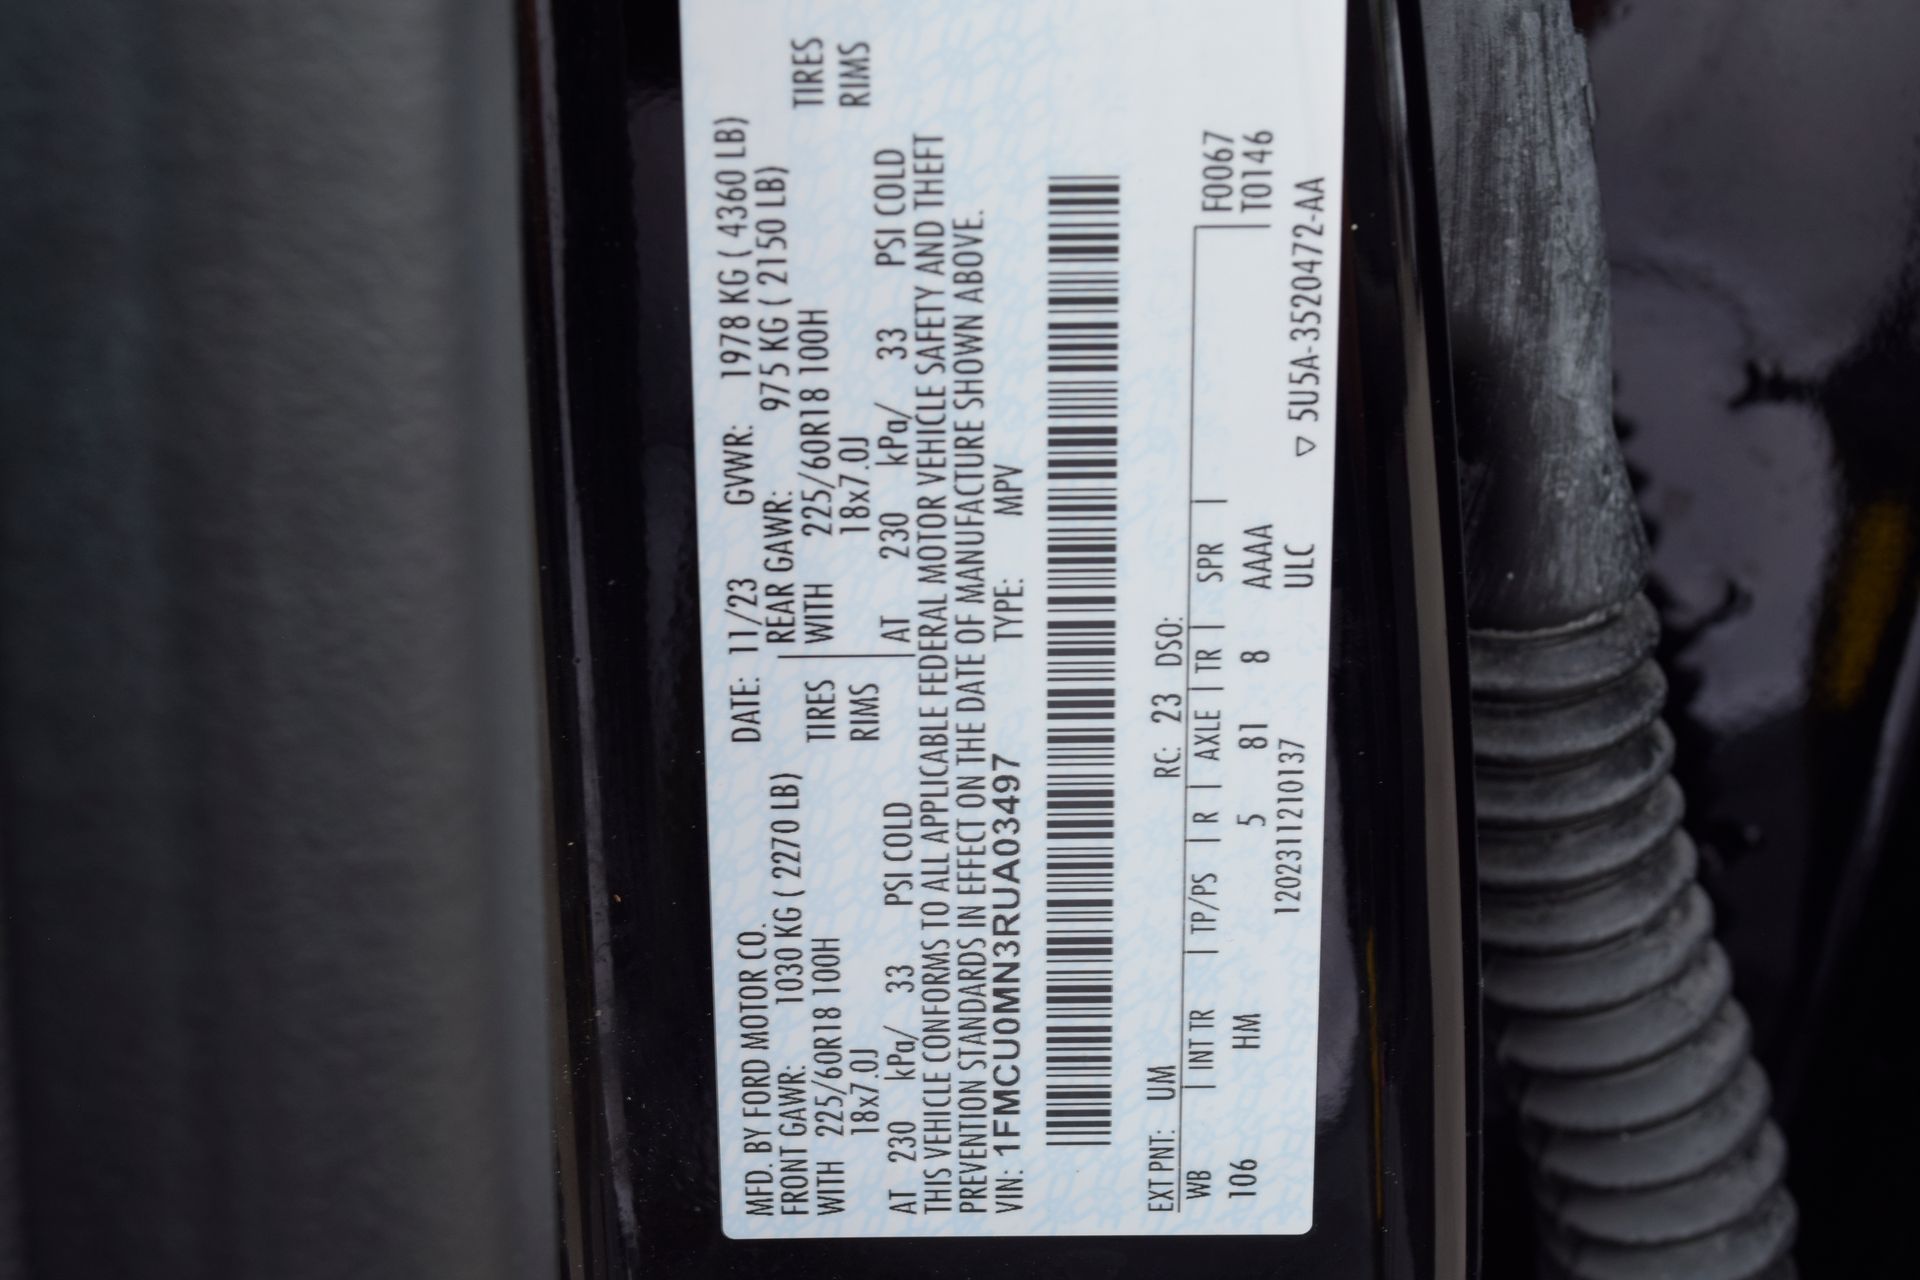 MFD. BY FORD MOTOR CO. DATE: 11/23 GVWR: 1978 KG ( 4360 LB)
FRONT GAWR: 1030 KG ( 2270 LB) REAR GAWR: 975 KG ( 2150 LB)
WITH 225/60R18 100H TIRES WITH 225/60R18 100H TIRES
18x7.0J RIMS 18x7.0J RIMS
AT 230 kPa/ 33 PSI COLD AT 230 kPa/ 33 PSI COLD
THIS VEHICLE CONFORMS TO ALL APPLICABLE FEDERAL MOTOR VEHICLE SAFETY AND THEFT
PREVENTION STANDARDS IN EFFECT ON THE DATE OF MANUFACTURE SHOWN ABOVE.
VIN: 1FMCU0MN3RUA03497 TYPE: MPV
EXT PNT: UM RC: 23 DSO:
WB INT TR TP/PS R AXLE TR SPR F0067
106 HM 5 81 8 AAAA T0146
120231121013​7 ULC
▽ 5U5A-3520472-AA